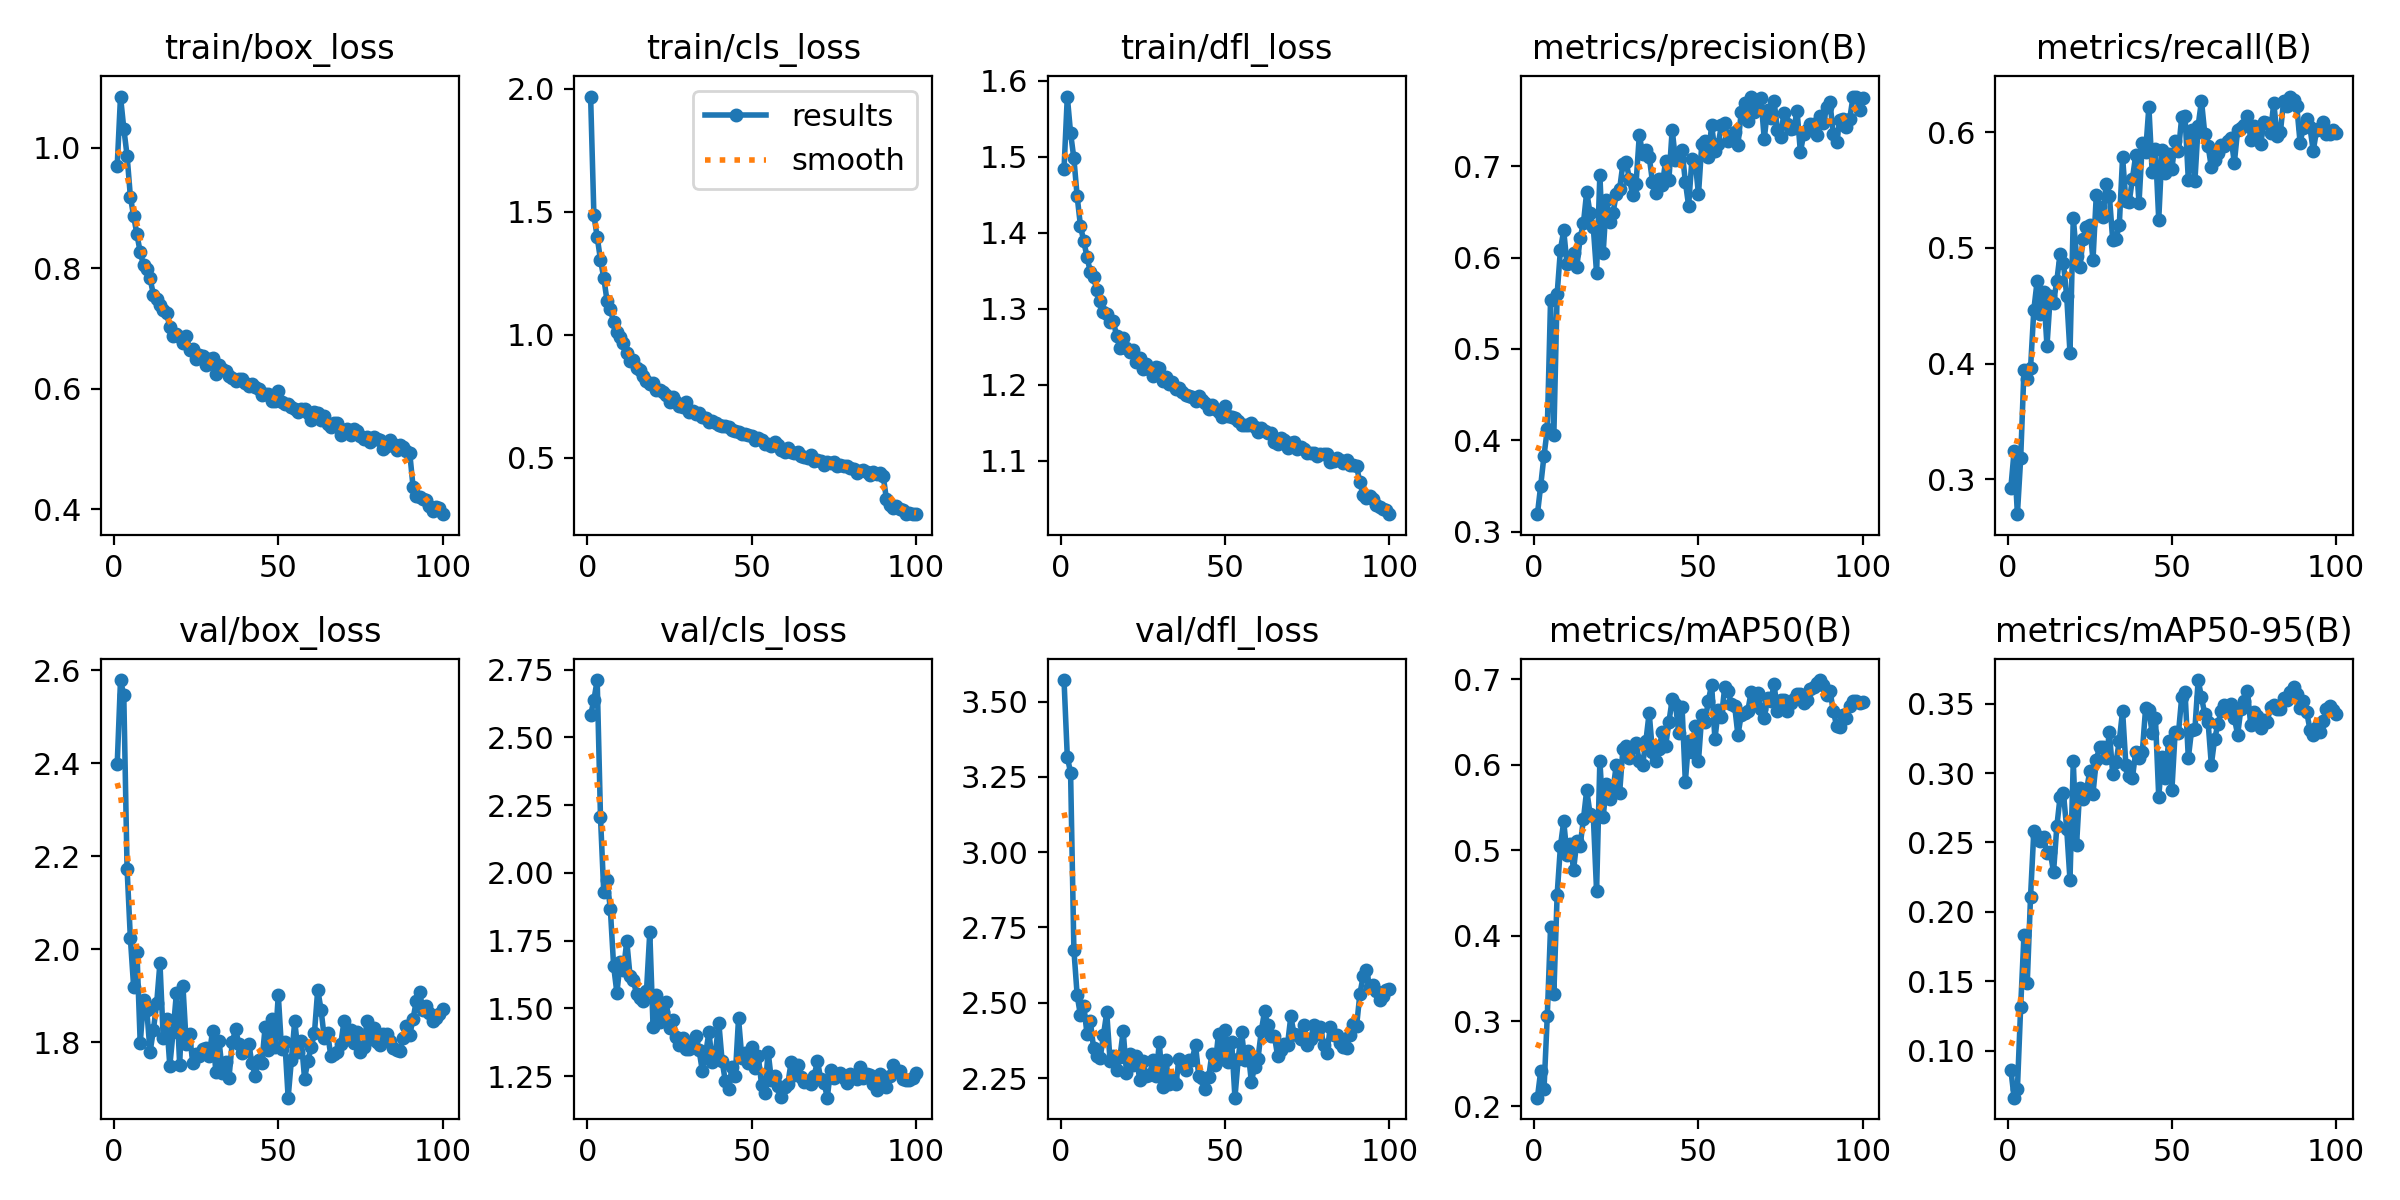 train/box_loss
1.0
0.8
0.6
0.4
0 50 100
train/cls_loss
results
smooth
2.0
1.5
1.0
0.5
0 50 100
train/dfl_loss
1.6
1.5
1.4
1.3
1.2
1.1
0 50 100
metrics/precision(B)
0.7
0.6
0.5
0.4
0.3
0 50 100
metrics/recall(B)
0.6
0.5
0.4
0.3
0 50 100
val/box_loss
2.6
2.4
2.2
2.0
1.8
0 50 100
val/cls_loss
2.75
2.50
2.25
2.00
1.75
1.50
1.25
0 50 100
val/dfl_loss
3.50
3.25
3.00
2.75
2.50
2.25
0 50 100
metrics/mAP50(B)
0.7
0.6
0.5
0.4
0.3
0.2
0 50 100
metrics/mAP50-95(B)
0.35
0.30
0.25
0.20
0.15
0.10
0 50 100